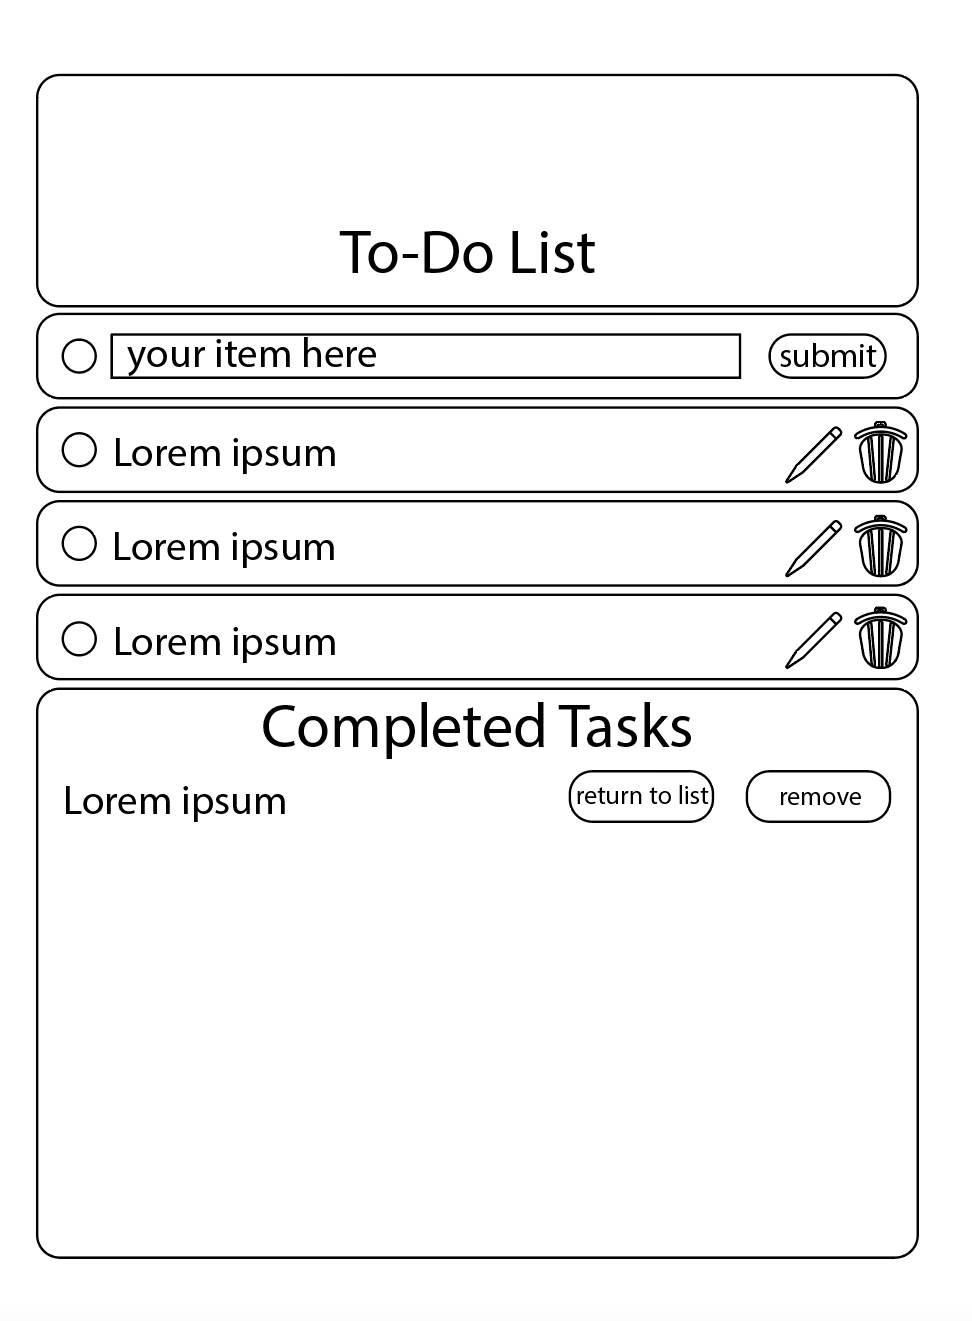 To-Do List
your item here submit
Lorem ipsum
Lorem ipsum
Lorem ipsum
Completed Tasks
Lorem ipsum return to list remove